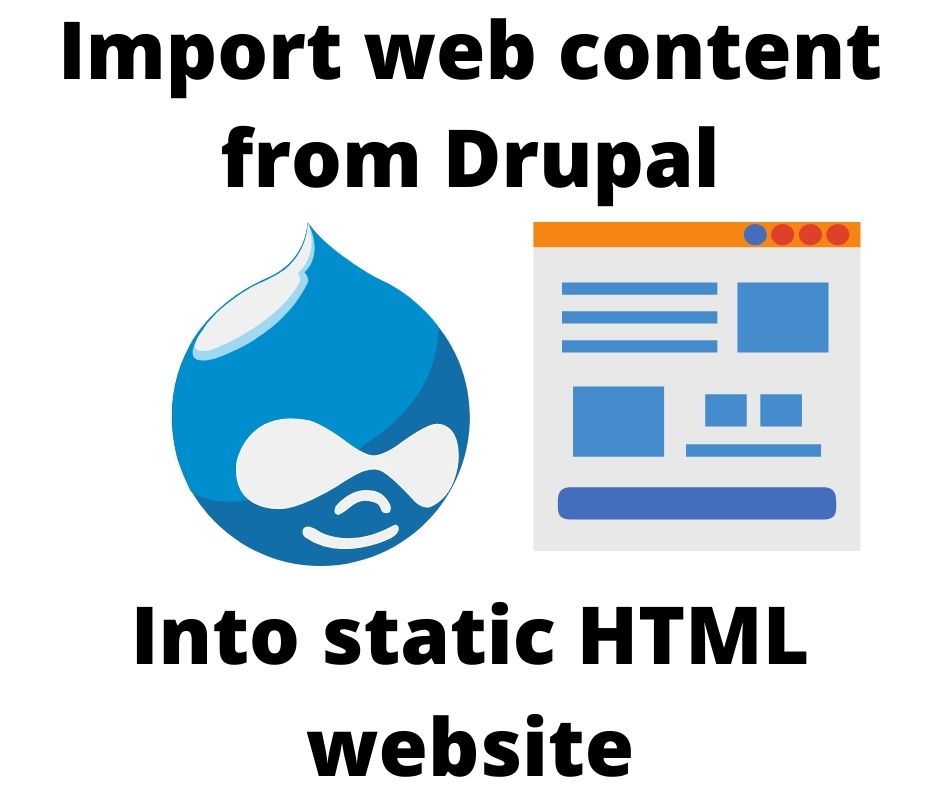 Import web content
from Drupal
Into static HTML
website